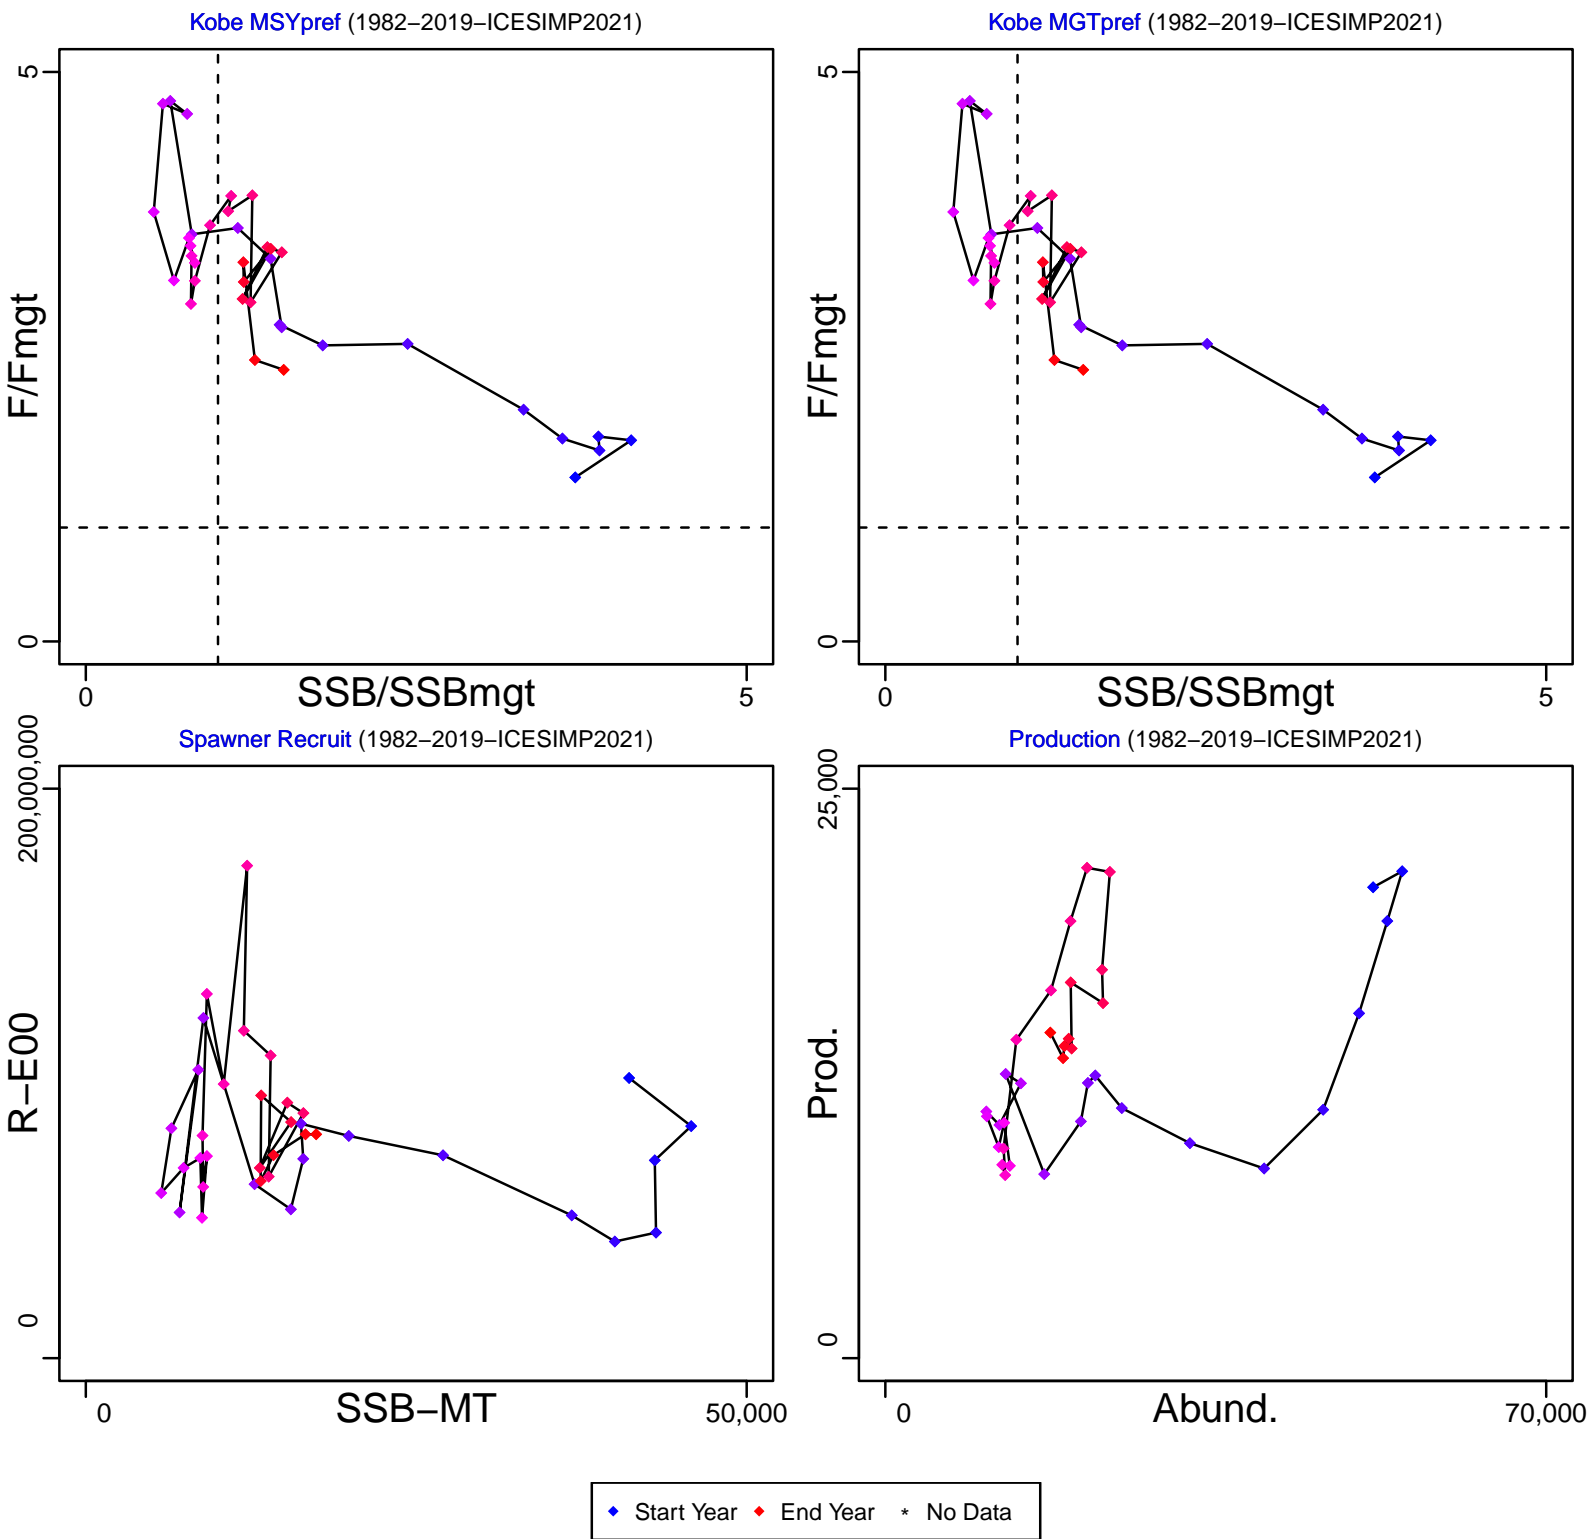 Kobe MSYpref (1982−2019−ICESIMP2021)
F/Fmgt
5
0
0
5
SSB/SSBmgt
Kobe MGTpref (1982−2019−ICESIMP2021)
F/Fmgt
5
0
0
5
SSB/SSBmgt
Spawner Recruit (1982−2019−ICESIMP2021)
R−E00
200,000,000
0
0
50,000
SSB−MT
Production (1982−2019−ICESIMP2021)
Prod.
25,000
0
0
70,000
Abund.
Start Year End Year * No Data